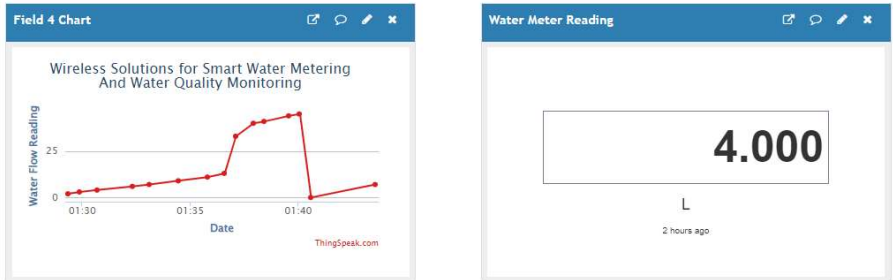 Field 4 Chart
Wireless Solutions for Smart Water Metering
And Water Quality Monitoring
Water Flow Reading
25
0
01:30
01:35
01:40
Date
ThingSpeak.com
Water Meter Reading
4.000
L
2 hours ago